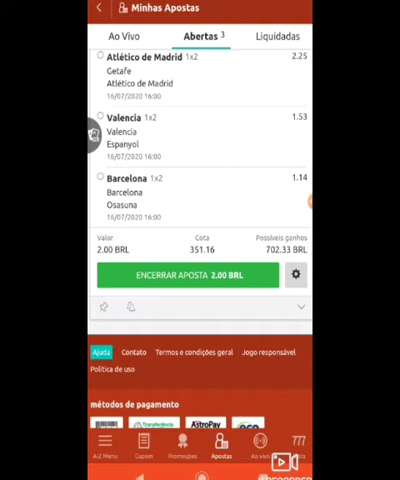 Minhas Apostas
Ao Vivo Abertas 3 Liquidadas
Atlético de Madrid 1x2 2.25
Getafe
Atlético de Madrid
16/07/2020 16:00
Valencia 1x2 1.53
Valencia
Espanyol
16/07/2020 16:00
Barcelona 1x2 1.14
Barcelona
Osasuna
16/07/2020 16:00
Valor Cota Possíveis ganhos
2.00 BRL 351.16 702.33 BRL
ENCERRAR APOSTA 2.00 BRL
Ajuda Contato Termos e condições geral Jogo responsável
Política de uso
métodos de pagamento
AstroPay
A-Z Menu Cupom Promoções Apostas Ao vivo